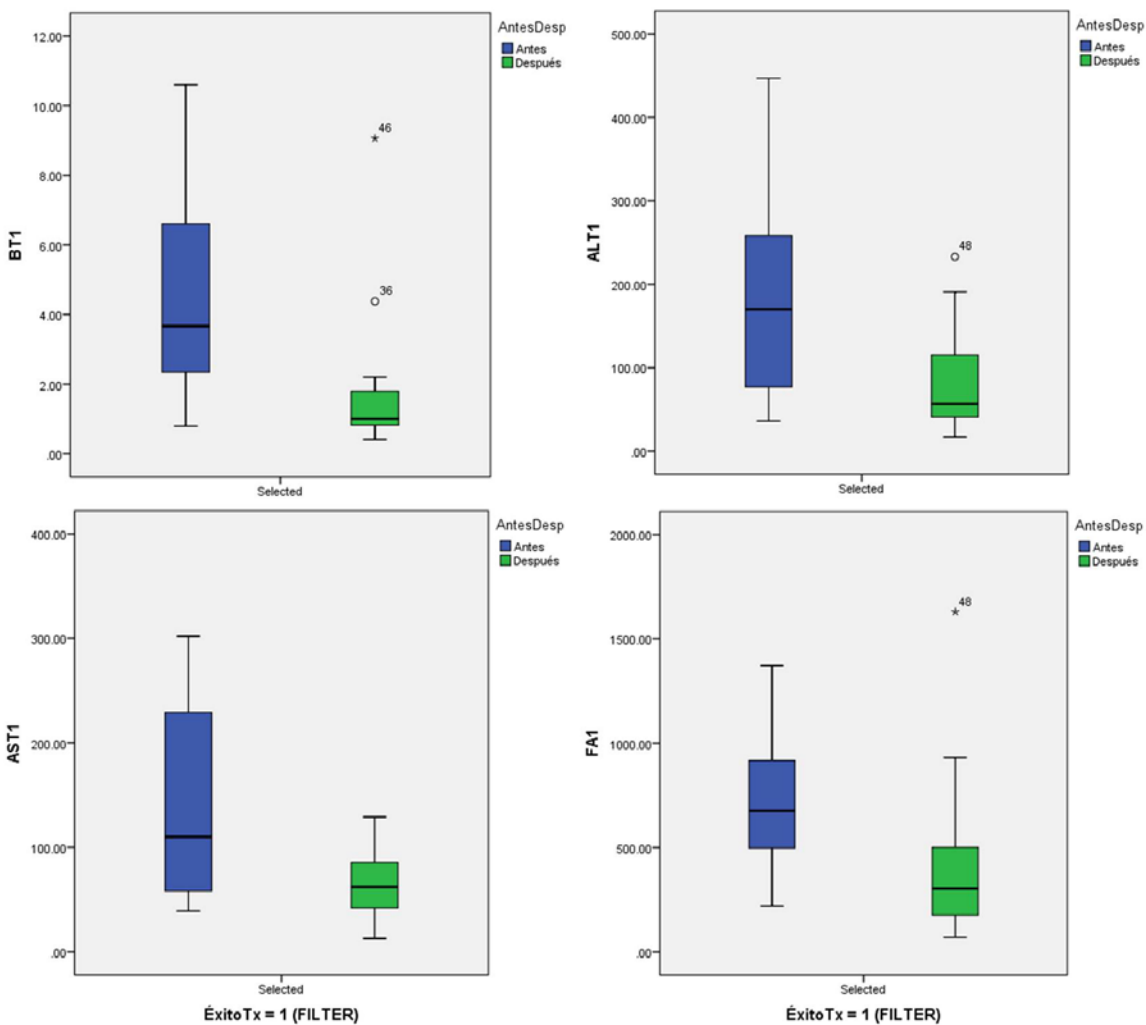 AntesDesp
Antes
Después
12.00
10.00
8.00
6.00
4.00
2.00
.00
BT1
46
36
Selected
AntesDesp
Antes
Después
500.00
400.00
300.00
200.00
100.00
.00
ALT1
48
Selected
AntesDesp
Antes
Después
400.00
300.00
200.00
100.00
.00
AST1
Selected
ÉxitoTx = 1 (FILTER)
AntesDesp
Antes
Después
2000.00
1500.00
1000.00
500.00
.00
FA1
48
Selected
ÉxitoTx = 1 (FILTER)